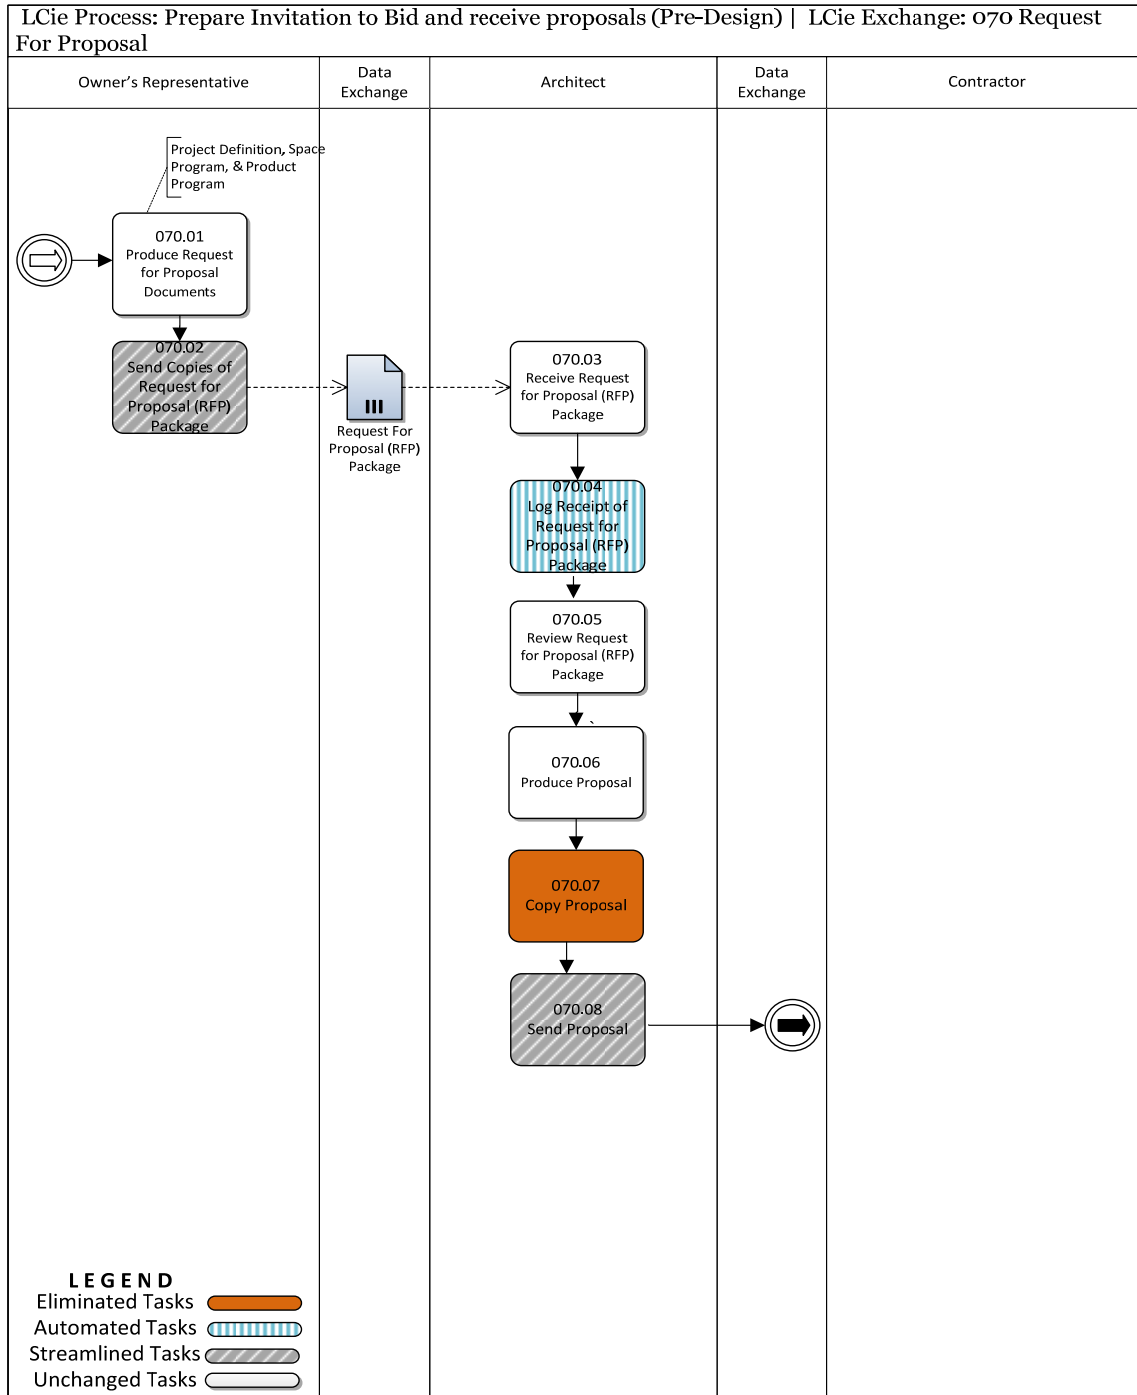 LCie Process: Prepare Invitation to Bid and receive proposals (Pre-Design) | LCie Exchange: 070 Request
For Proposal
Owner's Representative
Data
Exchange
Architect
Data
Exchange
Contractor
Project Definition, Space
Program, & Product
Program
070.01
Produce Request
for Proposal
Documents
070.02
Send Copies of
Request for
Proposal (RFP)
Package
Request For
Proposal (RFP)
Package
070.03
Receive Request
for Proposal (RFP)
Package
070.04
Log Receipt of
Request for
Proposal (RFP)
Package
070.05
Review Request
for Proposal (RFP)
Package
070.06
Produce Proposal
070.07
Copy Proposal
070.08
Send Proposal
LEGEND
Eliminated Tasks
Automated Tasks
Streamlined Tasks
Unchanged Tasks